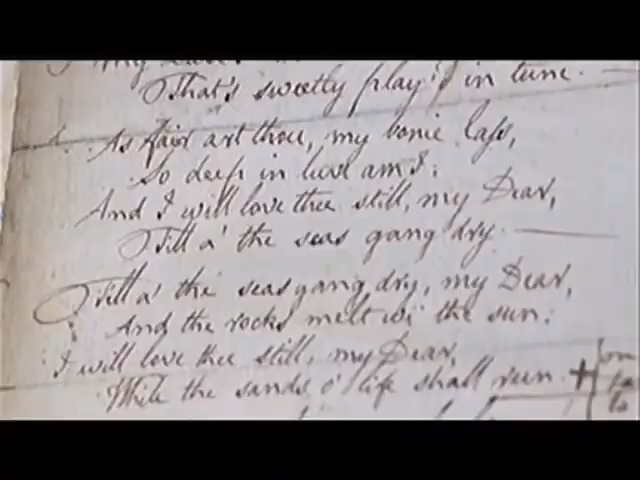 That's sweetly play'd in tune. —
As fair art thou, my bonie lass,
So deep in luve am I;
And I will love thee still, my Dear,
Till a' the seas gang dry. —
Till a' the seas gang dry, my Dear,
And the rocks melt wi' the sun:
I will love thee still, my Dear,
While the sands o' life shall run. +